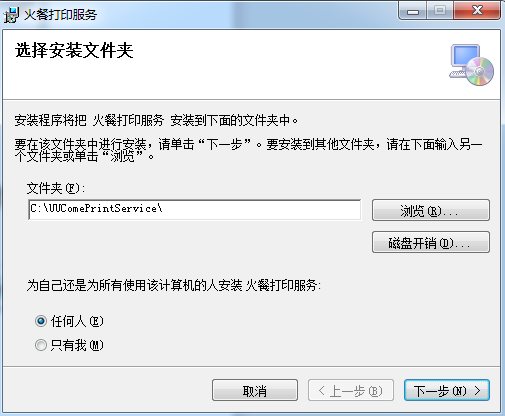 火餐打印服务
选择安装文件夹
安装程序将把 火餐打印服务 安装到下面的文件夹中。
要在该文件夹中进行安装，请单击“下一步”。要安装到其他文件夹，请在下面输入另一
个文件夹或单击“浏览”。
文件夹(F):
C:\UUComePrintService\
浏览(R)...
磁盘开销(D)...
为自己还是为所有使用该计算机的人安装 火餐打印服务:
任何人(E)
只有我(M)
取消
< 上一步(B)
下一步(N) >